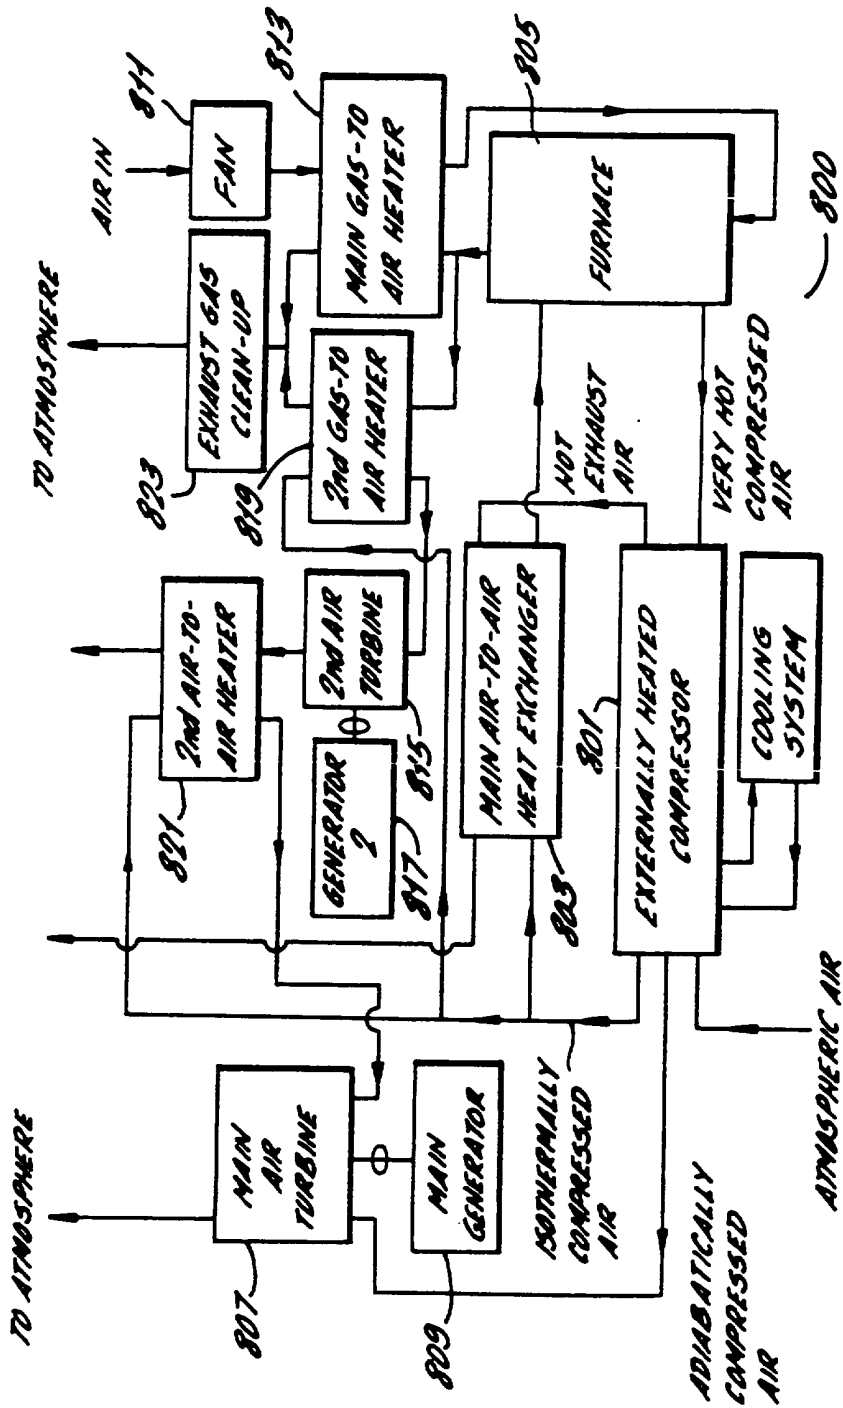 TO ATMOSPHERE
TO ATMOSPHERE
AIR IN
811
813
FAN
EXHAUST GAS
CLEAN-UP
823
2nd AIR-TO-
AIR HEATER
821
MAIN
AIR
TURBINE
807
819
2nd GAS-TO
AIR HEATER
MAIN GAS-TO
AIR HEATER
2nd AIR
TURBINE
815
GENERATOR
2
817
MAIN
GENERATOR
809
MAIN AIR-TO-AIR
HEAT EXCHANGER
803
805
FURNACE
HOT
EXHAUST
AIR
ISOTHERMALLY
COMPRESSED
AIR
801
EXTERNALLY HEATED
COMPRESSOR
VERY HOT
COMPRESSED
AIR
COOLING
SYSTEM
ADIABATICALLY
COMPRESSED
AIR
ATMOSPHERIC AIR
800